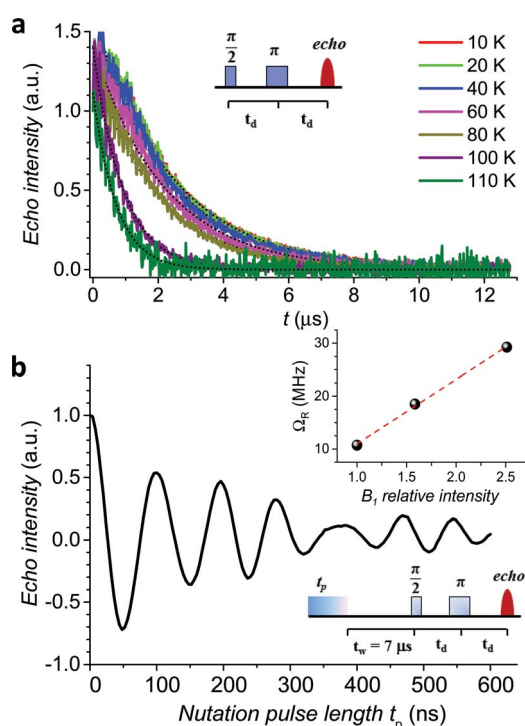 a
1.5
1.0
0.5
0.0
Echo intensity (a.u.)
π
2
π
echo
t_d
t_d
10 K
20 K
40 K
60 K
80 K
100 K
110 K
0 2 4 6 8 10 12
t (μs)
b
1.0
0.5
0.0
-0.5
-1.0
Echo intensity (a.u.)
30
20
10
Ω_R (MHz)
1.0 1.5 2.0 2.5
B_1 relative intensity
t_p
π
2
π
echo
t_w = 7 μs
t_d
t_d
0 100 200 300 400 500 600
Nutation pulse length t_p (ns)